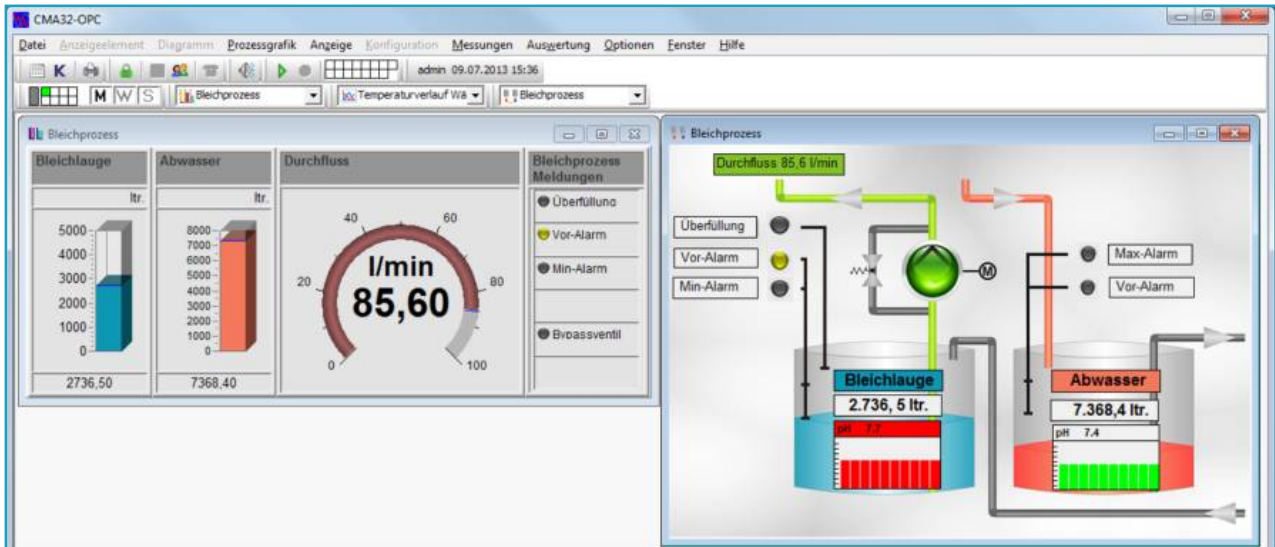 CMA32-OPC
Datei Anzeigeelement Diagramm Prozessgrafik Anzeige Konfiguration Messungen Auswertung Optionen Fenster Hilfe
K admin 09.07.2013 15:36
M W S Bleichprozess Temperaturverlauf Wä Bleichprozess
Bleichprozess
Bleichlauge Abwasser Durchfluss Bleichprozess
Meldungen
ltr. ltr.
Überfüllung
Vor-Alarm
Min-Alarm
Bypassventil
5000
4000
3000
2000
1000
0
8000
7000
6000
5000
4000
3000
2000
1000
0
0 20 40 60 80 100
l/min
85,60
2736,50 7368,40
Bleichprozess
Durchfluss 85,6 l/min
Überfüllung
Vor-Alarm
Min-Alarm
M
Max-Alarm
Vor-Alarm
Bleichlauge
2.736, 5 ltr.
pH 7.7
Abwasser
7.368,4 ltr.
pH 7.4